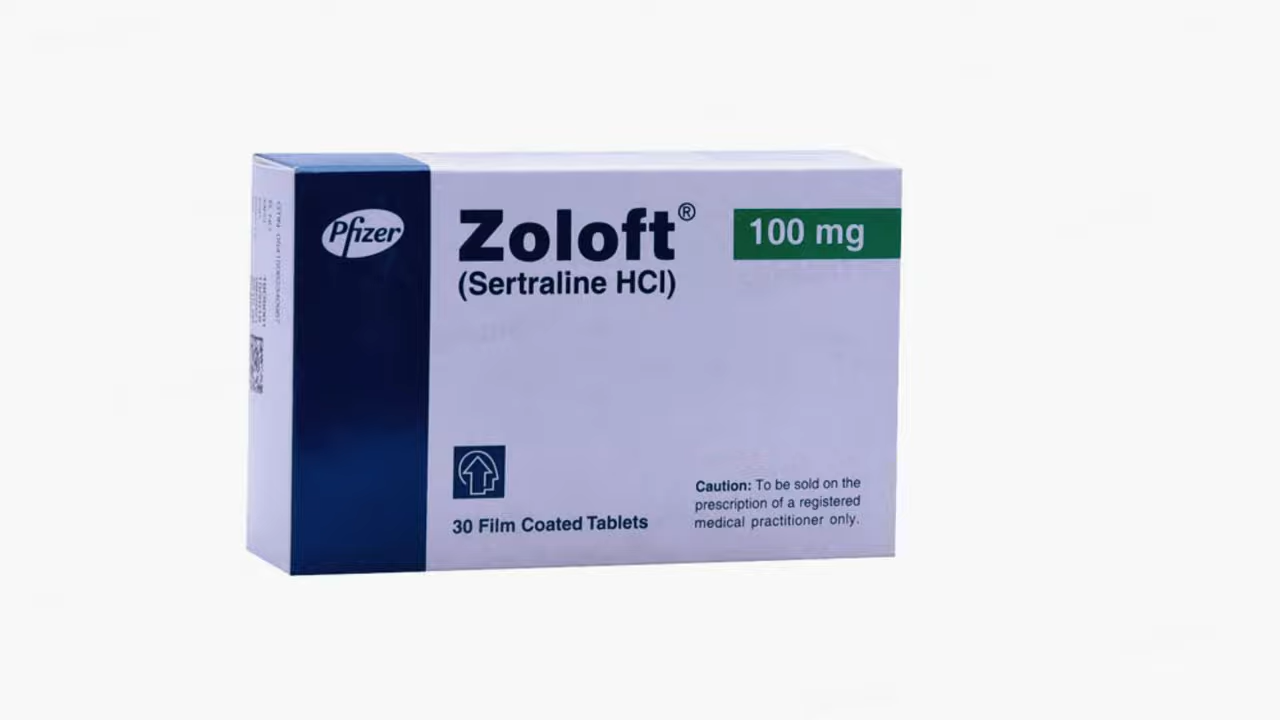 Pfizer
Zoloft®
(Sertraline HCl)
100 mg
30 Film Coated Tablets
Caution: To be sold on the
prescription of a registered
medical practitioner only.